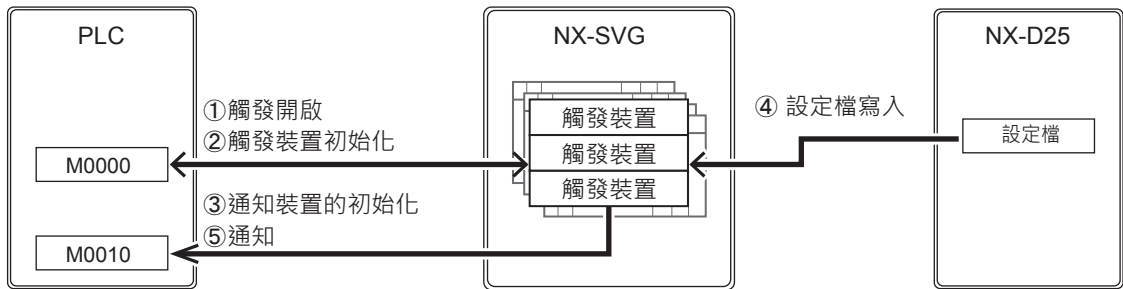 PLC
NX-SVG
NX-D25
①觸發開啟
②觸發裝置初始化
觸發裝置
觸發裝置
觸發裝置
④ 設定檔寫入
設定檔
M0000
③通知裝置的初始化
⑤通知
M0010